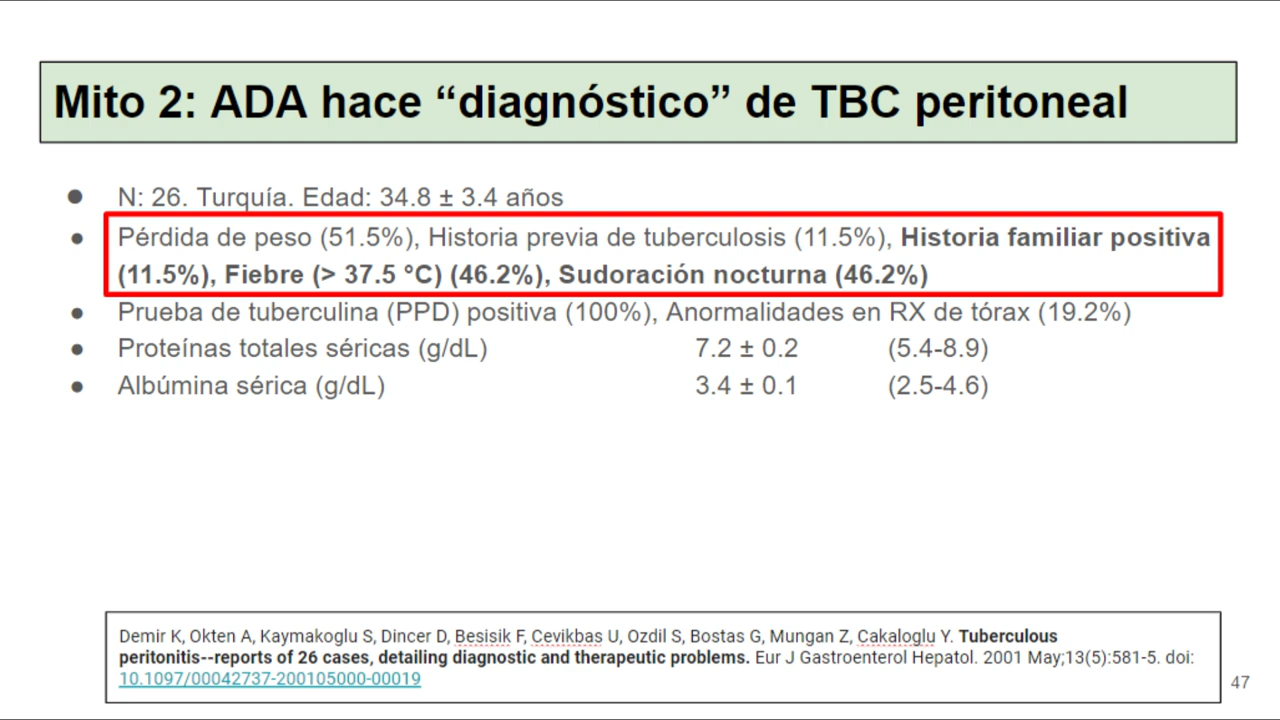 Mito 2: ADA hace “diagnóstico” de TBC peritoneal
● N: 26. Turquía. Edad: 34.8 ± 3.4 años
● Pérdida de peso (51.5%), Historia previa de tuberculosis (11.5%), Historia familiar positiva
(11.5%), Fiebre (> 37.5 °C) (46.2%), Sudoración nocturna (46.2%)
● Prueba de tuberculina (PPD) positiva (100%), Anormalidades en RX de tórax (19.2%)
● Proteínas totales séricas (g/dL) 7.2 ± 0.2 (5.4-8.9)
● Albúmina sérica (g/dL) 3.4 ± 0.1 (2.5-4.6)
Demir K, Okten A, Kaymakoglu S, Dincer D, Besisik F, Cevikbas U, Ozdil S, Bostas G, Mungan Z, Cakaloglu Y. Tuberculous
peritonitis--reports of 26 cases, detailing diagnostic and therapeutic problems. Eur J Gastroenterol Hepatol. 2001 May;13(5):581-5. doi:
10.1097/00042737-200105000-00019
47